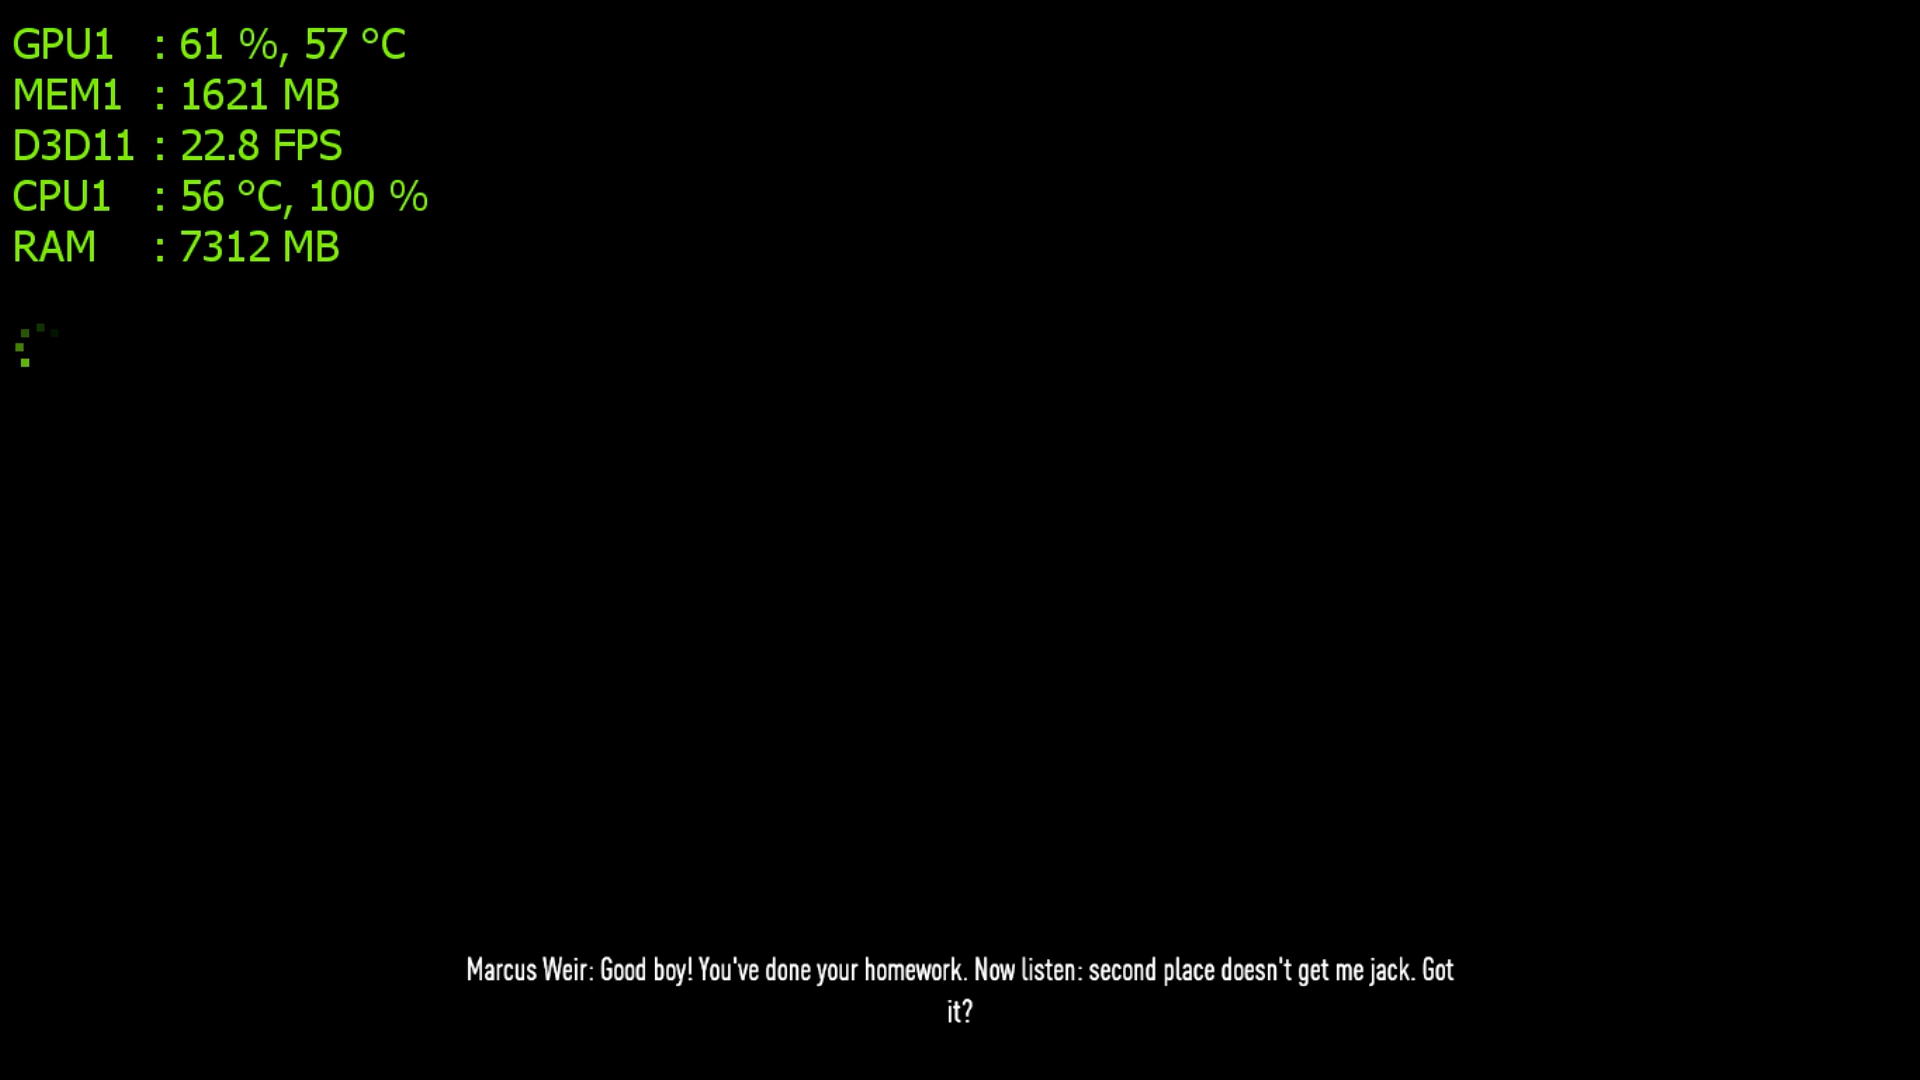 GPU1 : 61 %, 57 °C
MEM1 : 1621 MB
D3D11 : 22.8 FPS
CPU1 : 56 °C, 100 %
RAM : 7312 MB
Marcus Weir: Good boy! You've done your homework. Now listen: second place doesn't get me jack. Got
it?